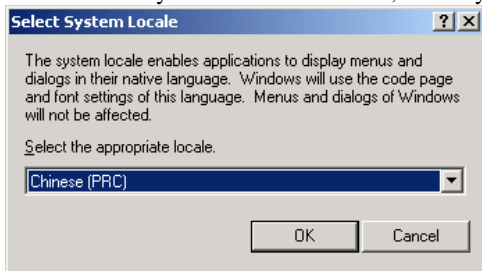 Select System Locale
The system locale enables applications to display menus and
dialogs in their native language. Windows will use the code page
and font settings of this language. Menus and dialogs of Windows
will not be affected.
Select the appropriate locale.
Chinese (PRC)
OK Cancel